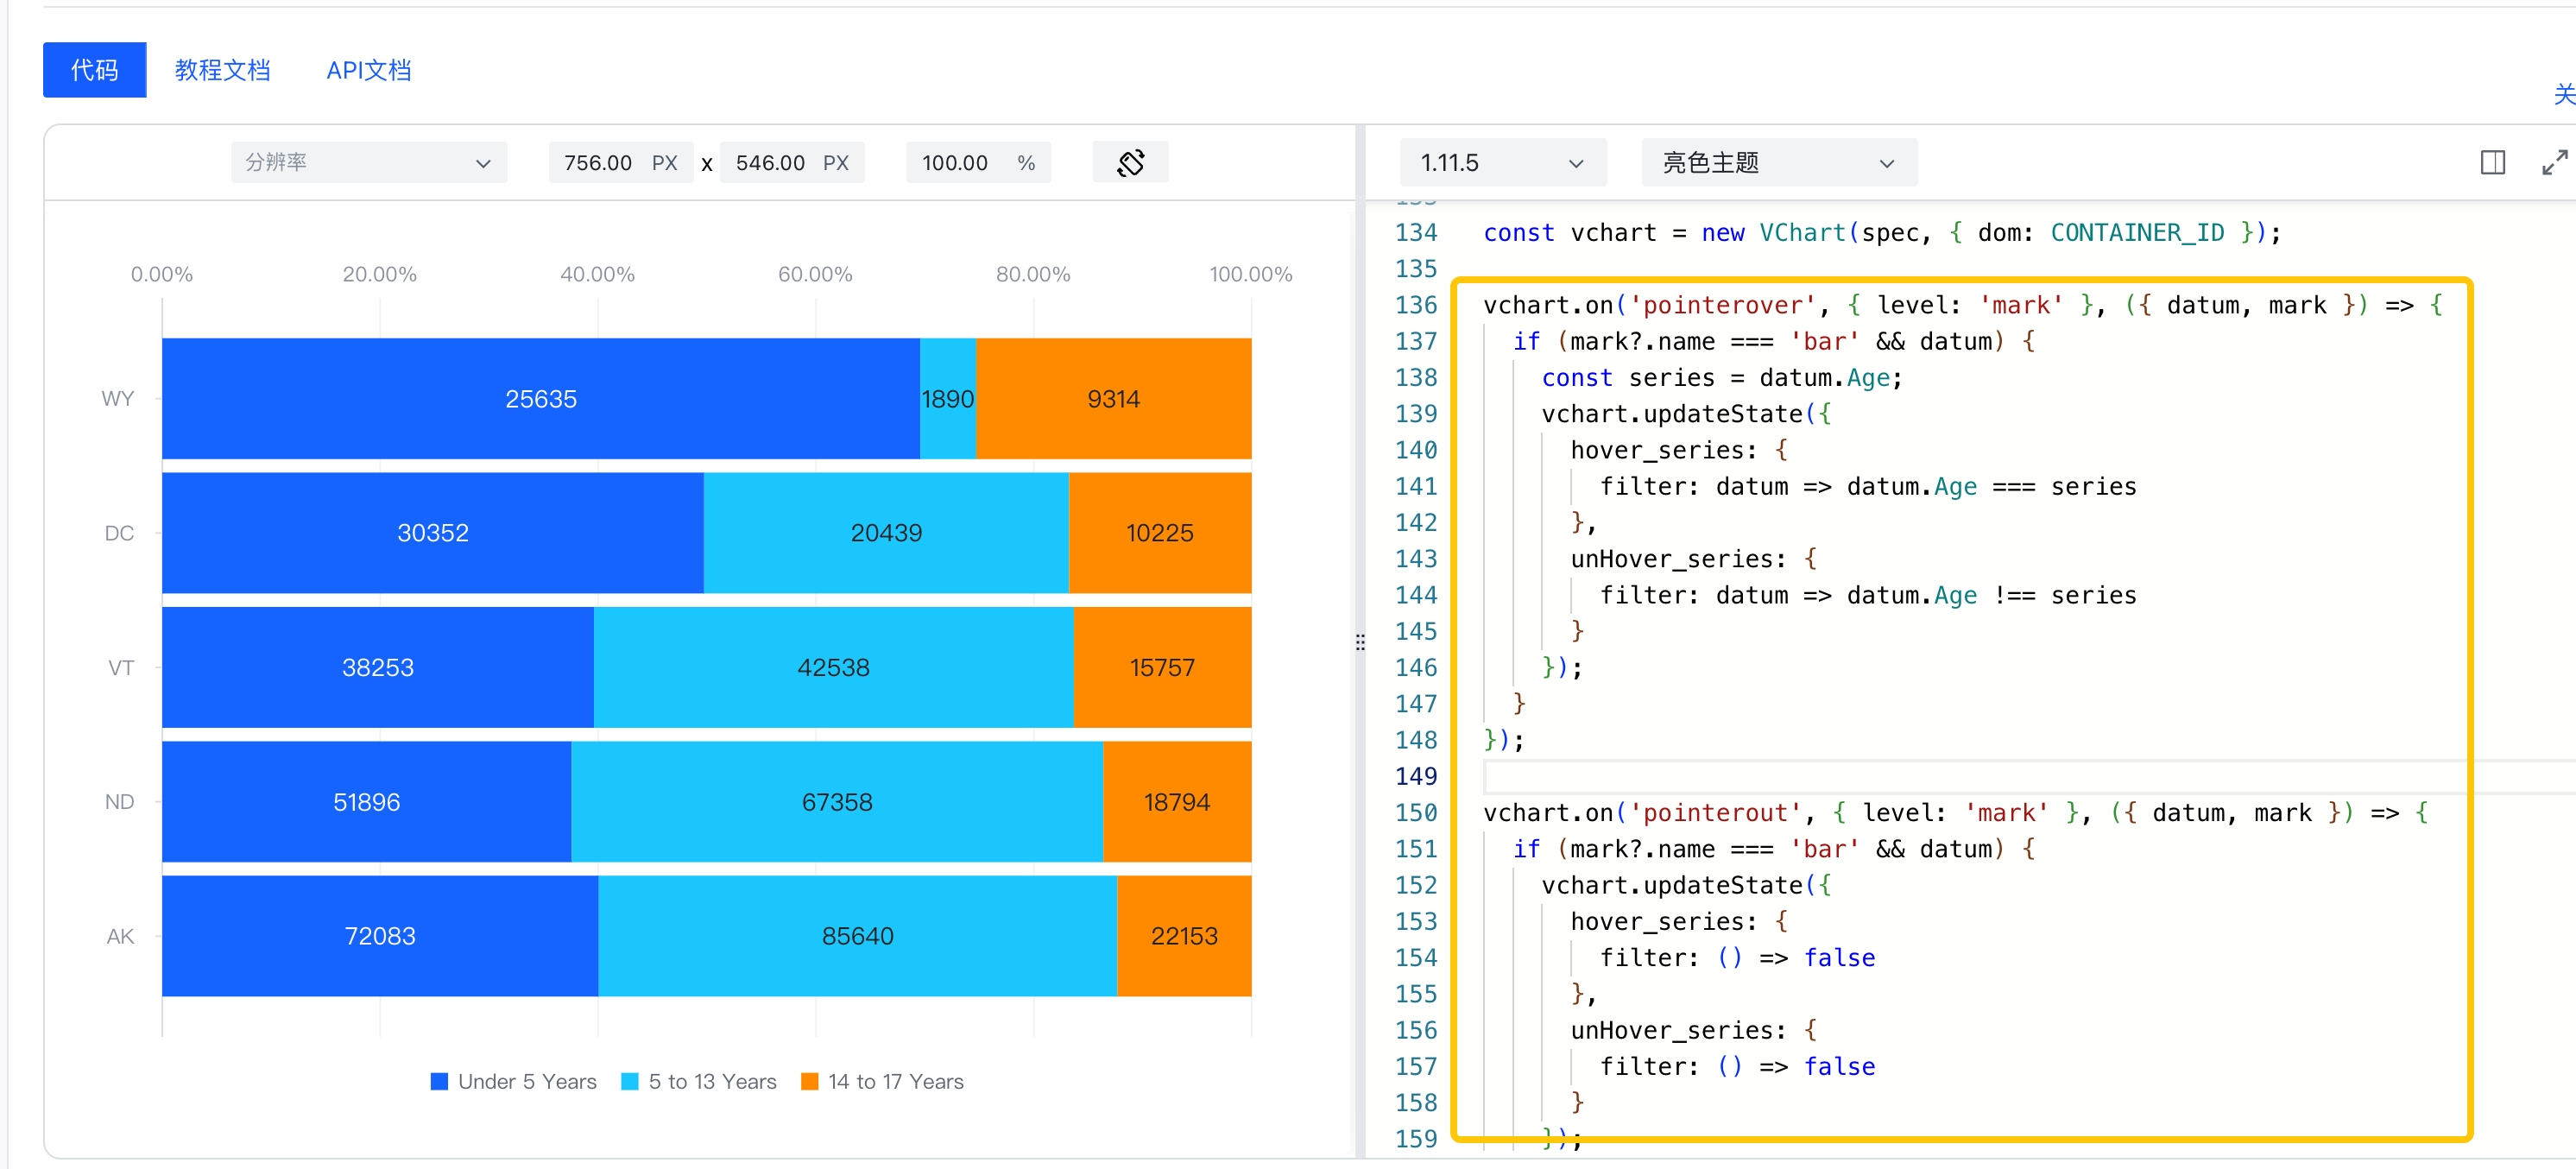 代码 教程文档 API文档
关
分辨率 756.00 PX x 546.00 PX 100.00 %
0.00% 20.00% 40.00% 60.00% 80.00% 100.00%
WY 25635 1890 9314
DC 30352 20439 10225
VT 38253 42538 15757
ND 51896 67358 18794
AK 72083 85640 22153
Under 5 Years 5 to 13 Years 14 to 17 Years
1.11.5 亮色主题
134 const vchart = new VChart(spec, { dom: CONTAINER_ID });
135
136 vchart.on('pointerover', { level: 'mark' }, ({ datum, mark }) => {
137 if (mark?.name === 'bar' && datum) {
138 const series = datum.Age;
139 vchart.updateState({
140 hover_series: {
141 filter: datum => datum.Age === series
142 },
143 unHover_series: {
144 filter: datum => datum.Age !== series
145 }
146 });
147 }
148 });
149
150 vchart.on('pointerout', { level: 'mark' }, ({ datum, mark }) => {
151 if (mark?.name === 'bar' && datum) {
152 vchart.updateState({
153 hover_series: {
154 filter: () => false
155 },
156 unHover_series: {
157 filter: () => false
158 }
159 });